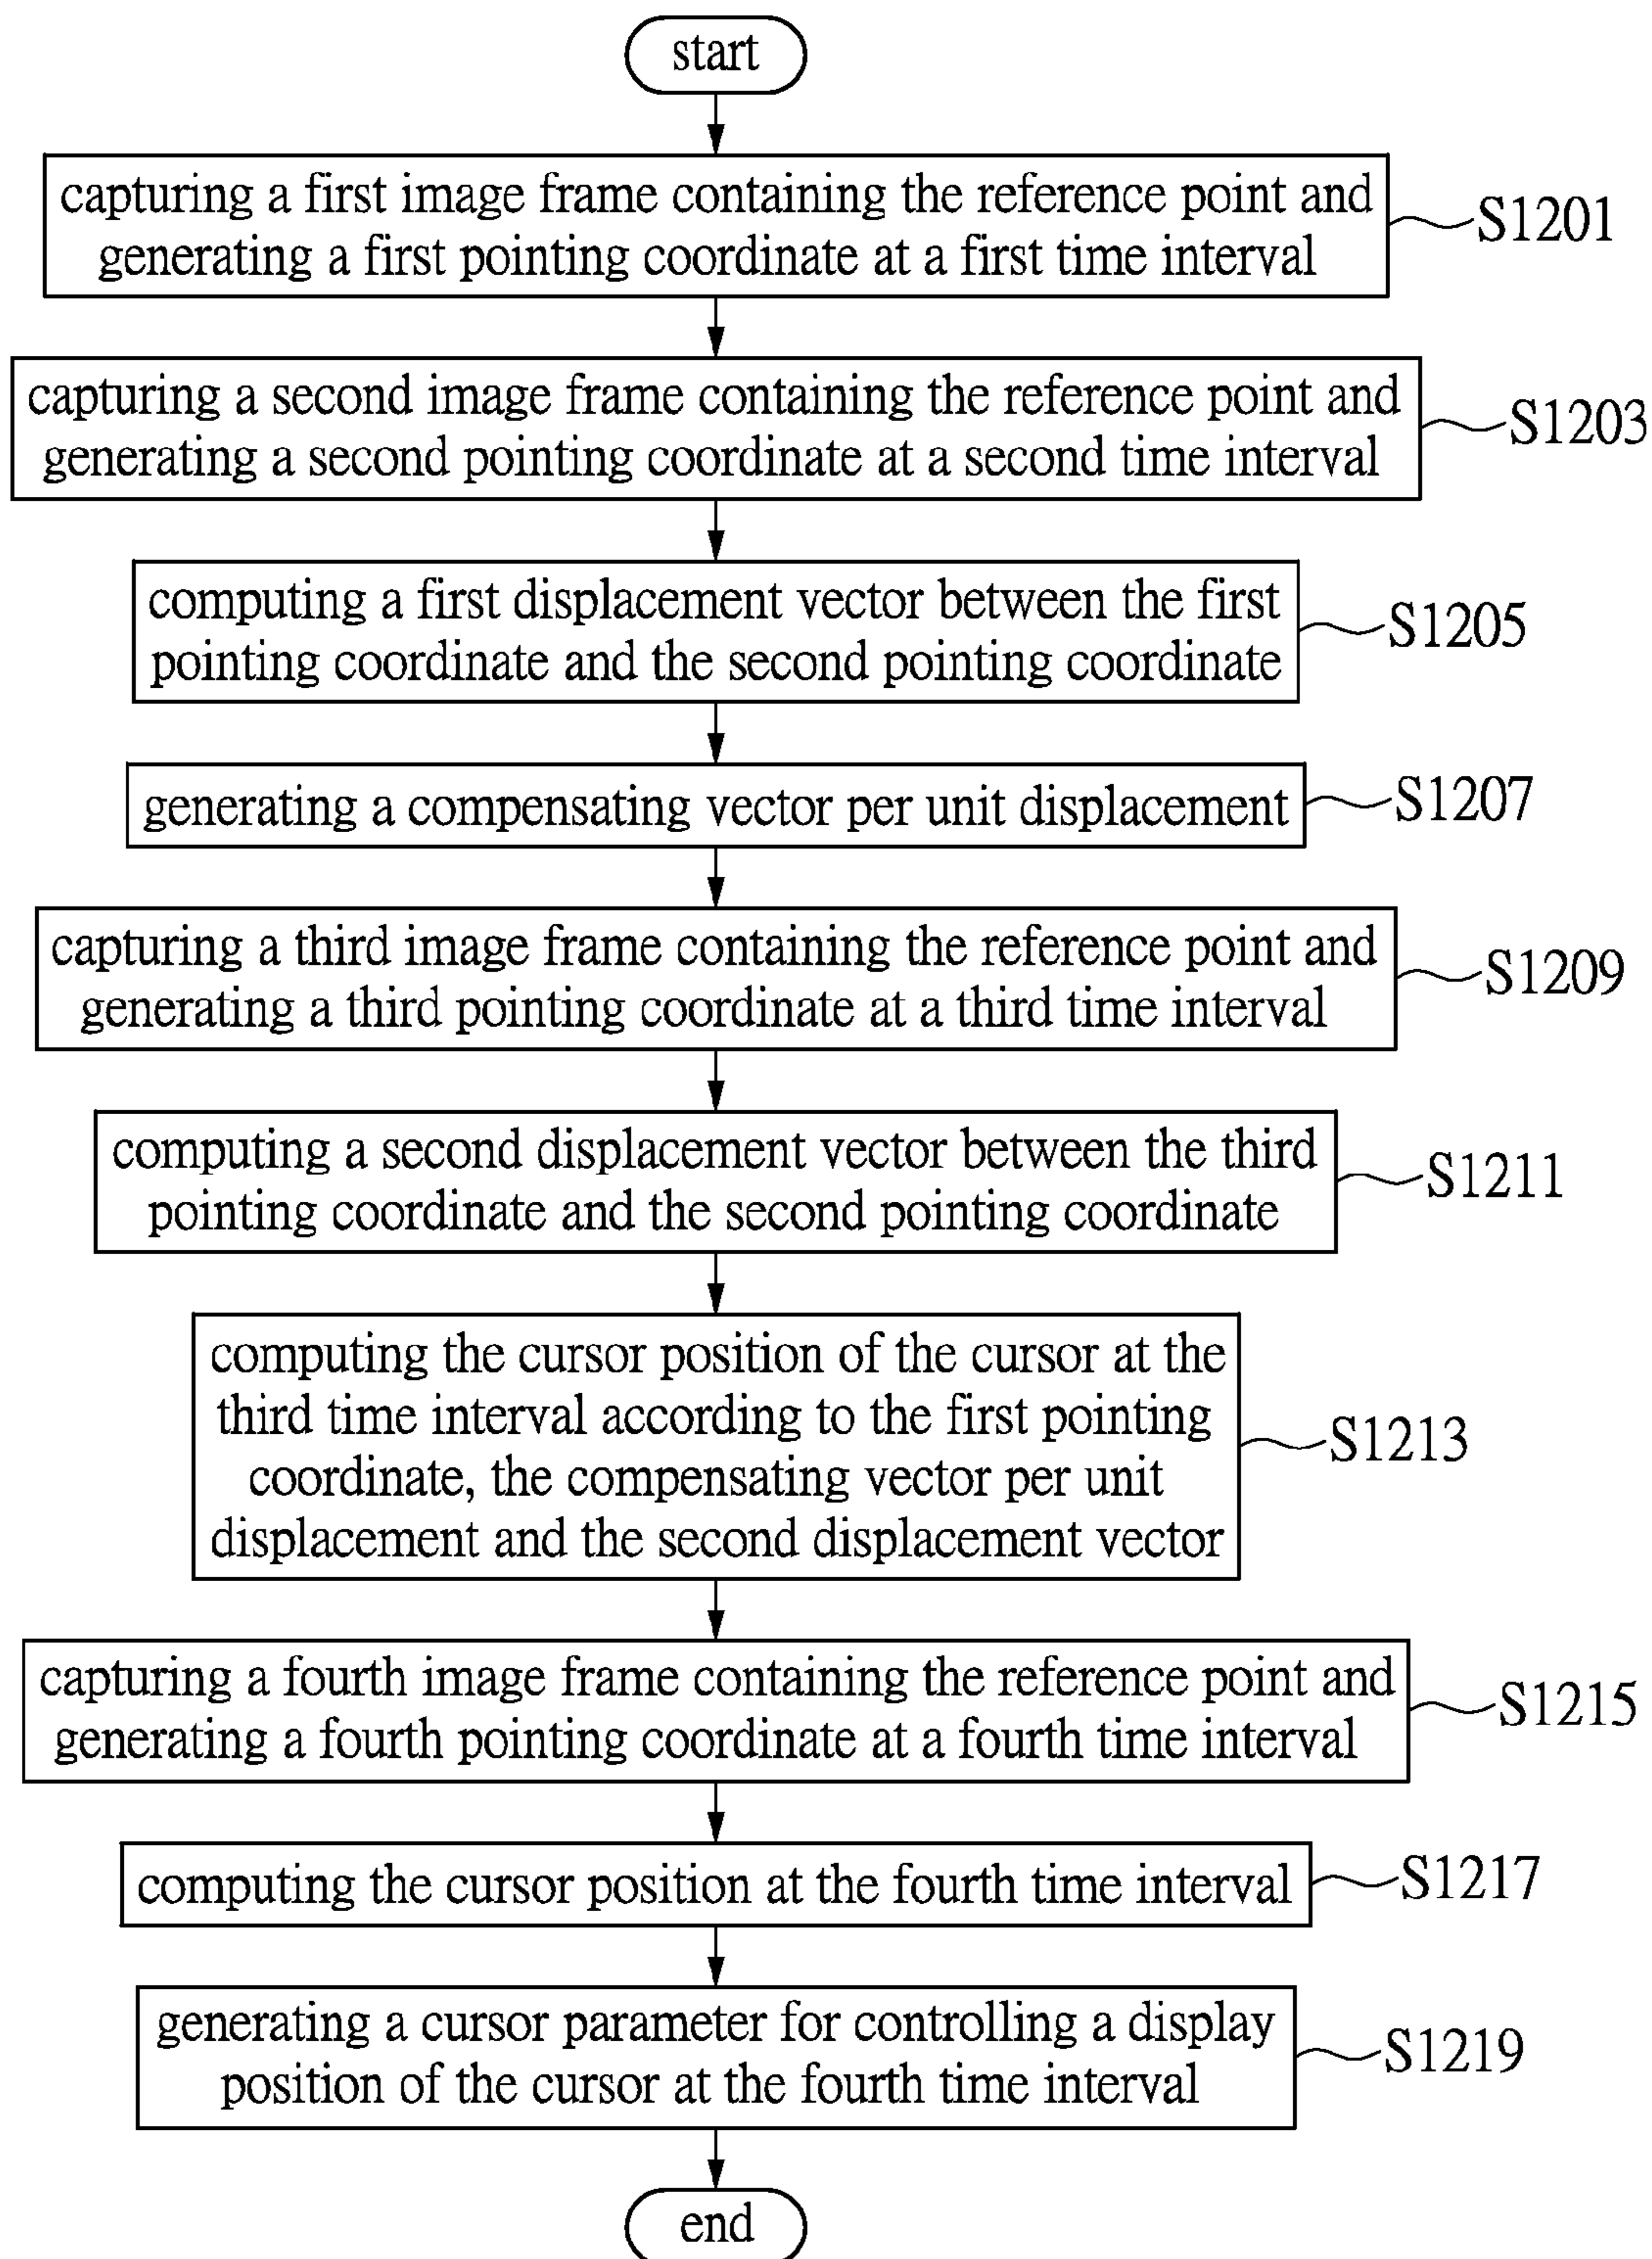 start
capturing a first image frame containing the reference point and
generating a first pointing coordinate at a first time interval
S1201
capturing a second image frame containing the reference point and
generating a second pointing coordinate at a second time interval
S1203
computing a first displacement vector between the first
pointing coordinate and the second pointing coordinate
S1205
generating a compensating vector per unit displacement
S1207
capturing a third image frame containing the reference point and
generating a third pointing coordinate at a third time interval
S1209
computing a second displacement vector between the third
pointing coordinate and the second pointing coordinate
S1211
computing the cursor position of the cursor at the
third time interval according to the first pointing
coordinate, the compensating vector per unit
displacement and the second displacement vector
S1213
capturing a fourth image frame containing the reference point and
generating a fourth pointing coordinate at a fourth time interval
S1215
computing the cursor position at the fourth time interval
S1217
generating a cursor parameter for controlling a display
position of the cursor at the fourth time interval
S1219
end